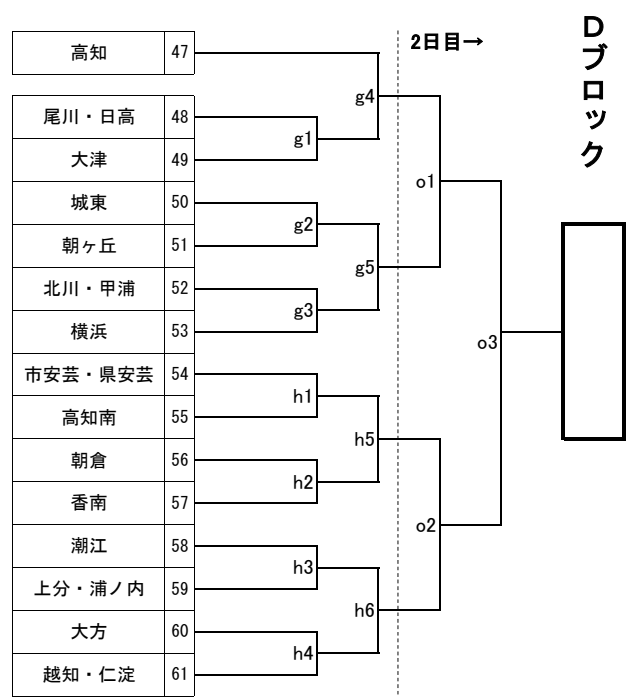 Dブロック
2日目→
高知 47
尾川・日高 48
大津 49
城東 50
朝ヶ丘 51
北川・甲浦 52
横浜 53
市安芸・県安芸 54
高知南 55
朝倉 56
香南 57
潮江 58
上分・浦ノ内 59
大方 60
越知・仁淀 61
g4
g1
o1
g2
g5
g3
o3
h1
h5
h2
o2
h3
h6
h4